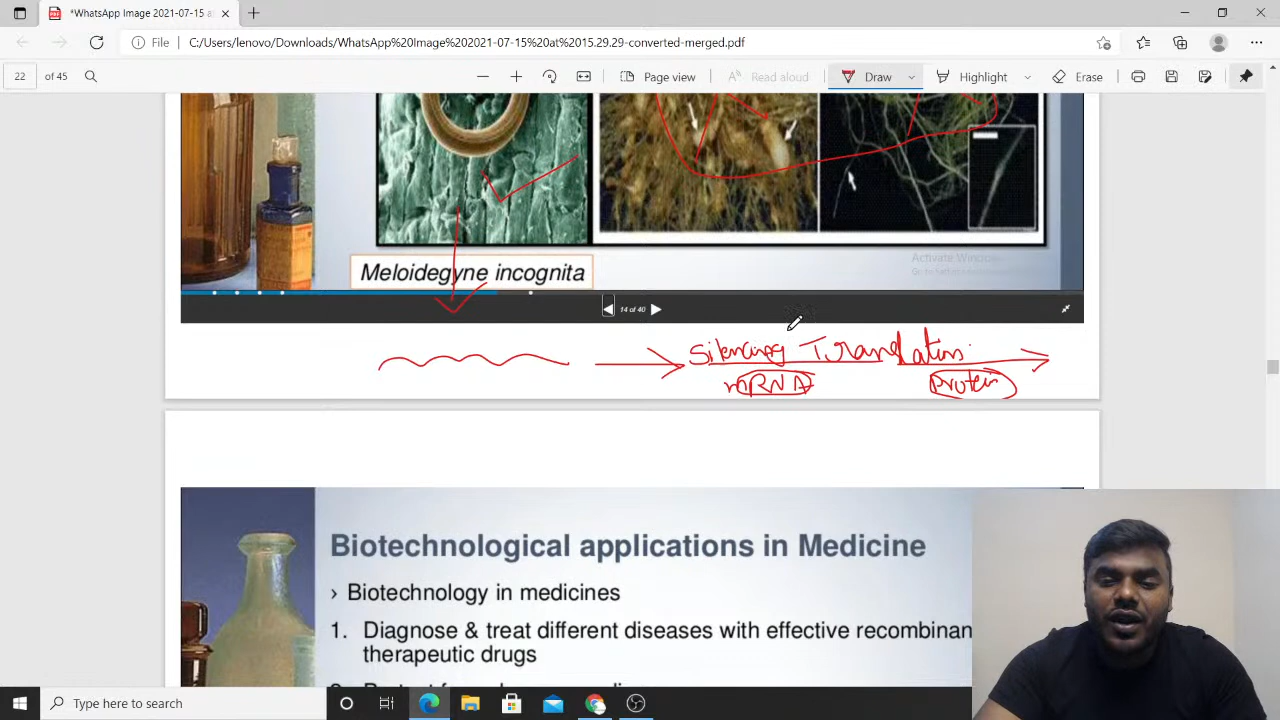 *WhatsApp Image 2021-07-15 a
File
C:/Users/lenovo/Downloads/WhatsApp%20Image%202021-07-15%20at%2015.29.29-converted-merged.pdf
22 of 45
Page view
Read aloud
Draw
Highlight
Erase
Meloidegyne incognita
14 of 40
Silencing Translation
mRNA
Protein
Biotechnological applications in Medicine
› Biotechnology in medicines
1. Diagnose & treat different diseases with effective recombinan
therapeutic drugs
Type here to search